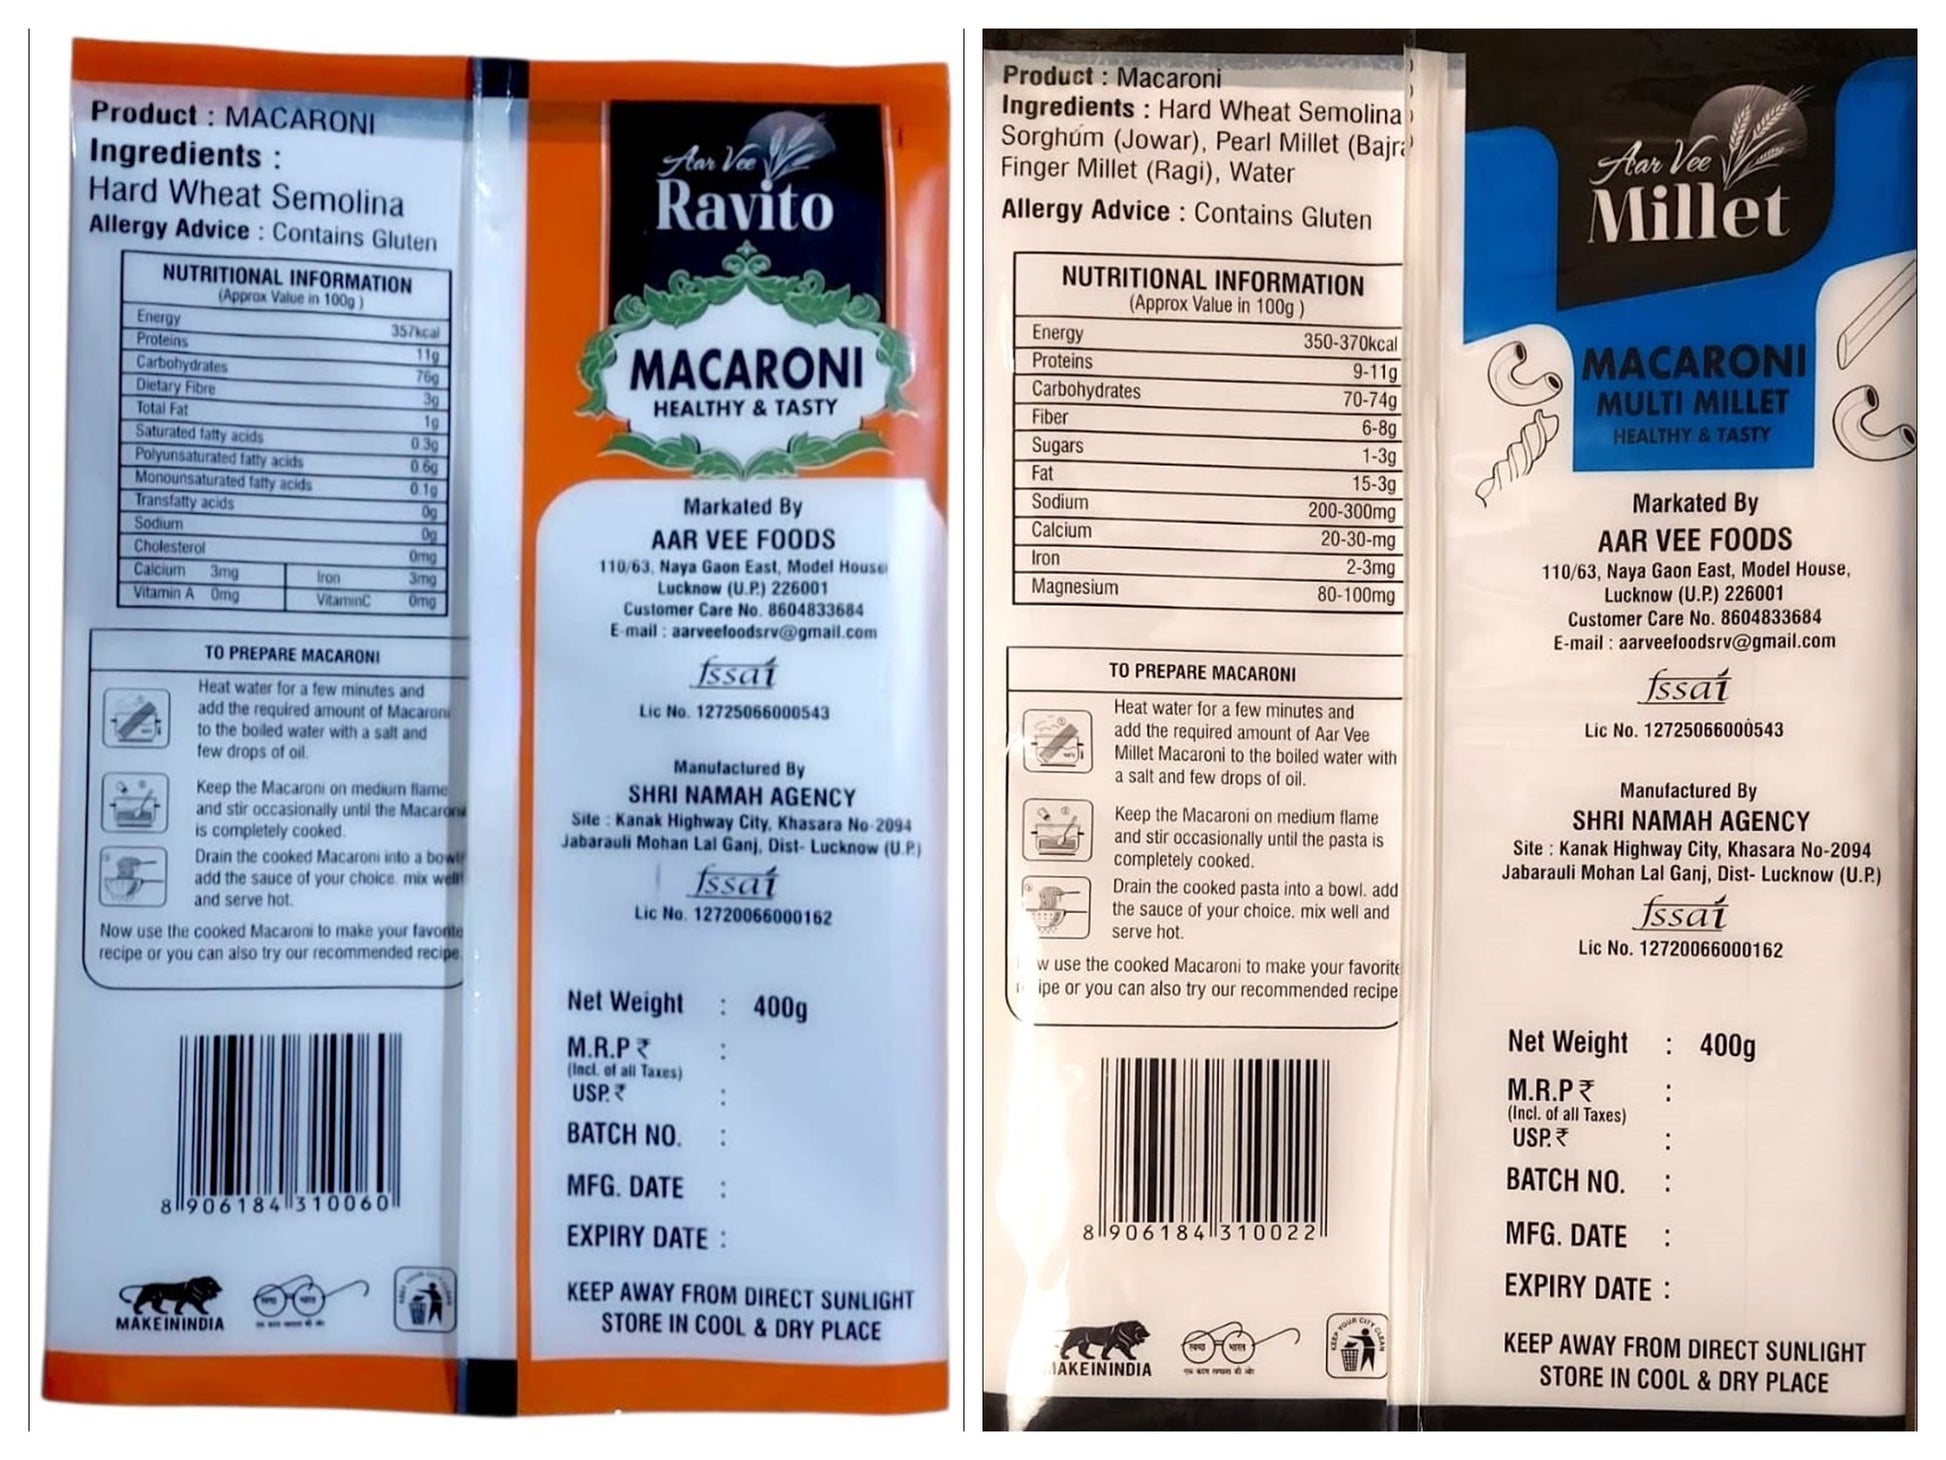 Product : MACARONI
Ingredients :
Hard Wheat Semolina
Allergy Advice : Contains Gluten
NUTRITIONAL INFORMATION
(Approx Value in 100g )
Energy 357kcal
Proteins 11g
Carbohydrates 76g
Dietary Fibre 3g
Total Fat 1g
Saturated fatty acids 0.3g
Polyunsaturated fatty acids 0.6g
Monounsaturated fatty acids 0.1g
Transfatty acids 0g
Sodium 0g
Cholesterol 0mg
Calcium 3mg Iron 3mg
Vitamin A 0mg VitaminC 0mg
TO PREPARE MACARONI
Heat water for a few minutes and
add the required amount of Macaroni
to the boiled water with a salt and
few drops of oil.
Keep the Macaroni on medium flame
and stir occasionally until the Macaroni
is completely cooked.
Drain the cooked Macaroni into a bowl
add the sauce of your choice. mix well
and serve hot.
Now use the cooked Macaroni to make your favorite
recipe or you can also try our recommended recipe.
8 906184 310060
MAKEININDIA
Aar Vee
Ravito
MACARONI
HEALTHY & TASTY
Markated By
AAR VEE FOODS
110/63, Naya Gaon East, Model House
Lucknow (U.P.) 226001
Customer Care No. 8604833684
E-mail : aarveefoodsrv@gmail.com
fssai
Lic No. 12725066000543
Manufactured By
SHRI NAMAH AGENCY
Site : Kanak Highway City, Khasara No-2094
Jabarauli Mohan Lal Ganj, Dist- Lucknow (U.P.)
fssai
Lic No. 12720066000162
Net Weight : 400g
M.R.P ₹ :
(Incl. of all Taxes)
USP. ₹ :
BATCH NO. :
MFG. DATE :
EXPIRY DATE :
KEEP AWAY FROM DIRECT SUNLIGHT
STORE IN COOL & DRY PLACE
Product : Macaroni
Ingredients : Hard Wheat Semolina
Sorghum (Jowar), Pearl Millet (Bajra
Finger Millet (Ragi), Water
Allergy Advice : Contains Gluten
NUTRITIONAL INFORMATION
(Approx Value in 100g )
Energy 350-370kcal
Proteins 9-11g
Carbohydrates 70-74g
Fiber 6-8g
Sugars 1-3g
Fat 15-3g
Sodium 200-300mg
Calcium 20-30-mg
Iron 2-3mg
Magnesium 80-100mg
TO PREPARE MACARONI
Heat water for a few minutes and
add the required amount of Aar Vee
Millet Macaroni to the boiled water with
a salt and few drops of oil.
Keep the Macaroni on medium flame
and stir occasionally until the pasta is
completely cooked.
Drain the cooked pasta into a bowl. add
the sauce of your choice. mix well and
serve hot.
w use the cooked Macaroni to make your favorite
ipe or you can also try our recommended recipe
8 906184 310022
MAKEININDIA
स्वच्छ भारत
एक कदम स्वच्छता की ओर
KEEP YOUR CITY CLEAN
Aar Vee
Millet
MACARONI
MULTI MILLET
HEALTHY & TASTY
Markated By
AAR VEE FOODS
110/63, Naya Gaon East, Model House,
Lucknow (U.P.) 226001
Customer Care No. 8604833684
E-mail : aarveefoodsrv@gmail.com
fssai
Lic No. 12725066000543
Manufactured By
SHRI NAMAH AGENCY
Site : Kanak Highway City, Khasara No-2094
Jabarauli Mohan Lal Ganj, Dist- Lucknow (U.P.)
fssai
Lic No. 12720066000162
Net Weight : 400g
M.R.P ₹ :
(Incl. of all Taxes)
USP. ₹ :
BATCH NO. :
MFG. DATE :
EXPIRY DATE :
KEEP AWAY FROM DIRECT SUNLIGHT
STORE IN COOL & DRY PLACE